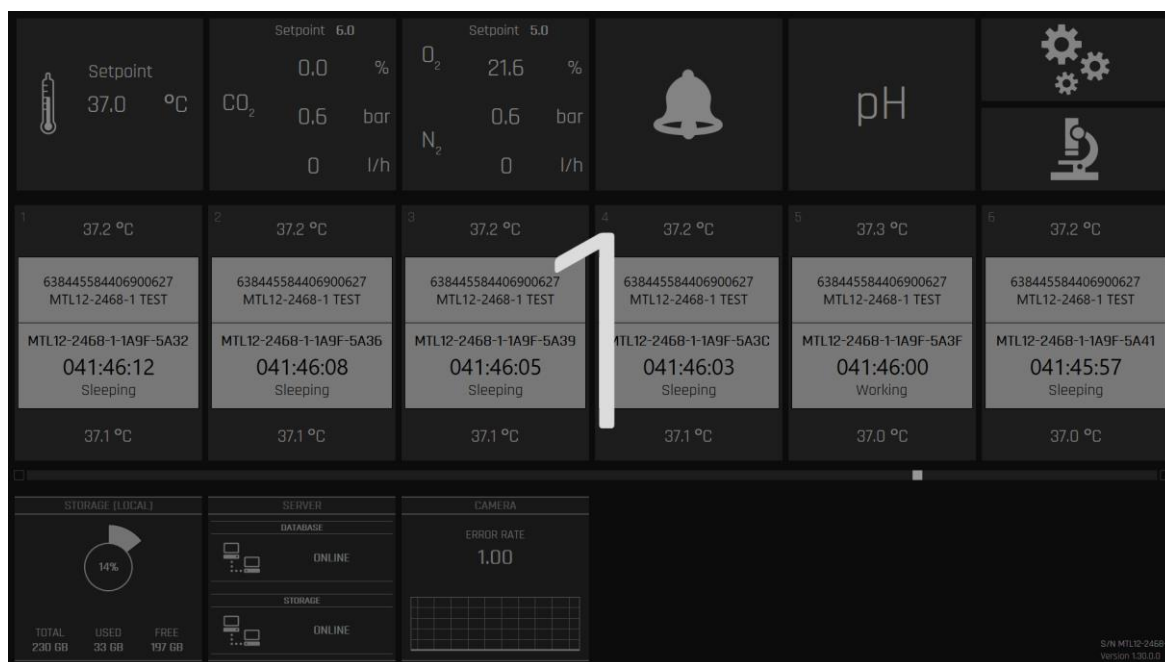 Setpoint
37.0 °C
Setpoint 6.0
CO2
0.0 %
0.6 bar
0 l/h
Setpoint 5.0
O2
21.6 %
0.6 bar
N2
0 l/h
pH
1
37.2 °C
638445584406900627
MTL12-2468-1 TEST
MTL12-2468-1-1A9F-5A32
041:46:12
Sleeping
37.1 °C
2
37.2 °C
638445584406900627
MTL12-2468-1 TEST
MTL12-2468-1-1A9F-5A36
041:46:08
Sleeping
37.1 °C
3
37.2 °C
638445584406900627
MTL12-2468-1 TEST
MTL12-2468-1-1A9F-5A39
041:46:05
Sleeping
37.1 °C
4
37.2 °C
638445584406900627
MTL12-2468-1 TEST
MTL12-2468-1-1A9F-5A3C
041:46:03
Sleeping
37.1 °C
5
37.3 °C
638445584406900627
MTL12-2468-1 TEST
MTL12-2468-1-1A9F-5A3F
041:46:00
Working
37.0 °C
6
37.2 °C
638445584406900627
MTL12-2468-1 TEST
MTL12-2468-1-1A9F-5A41
041:45:57
Sleeping
37.0 °C
1
STORAGE (LOCAL)
14%
TOTAL USED FREE
230 GB 33 GB 197 GB
SERVER
DATABASE
ONLINE
STORAGE
ONLINE
CAMERA
ERROR RATE
1.00
S/N MTL12-2468
Version 1.30.0.0